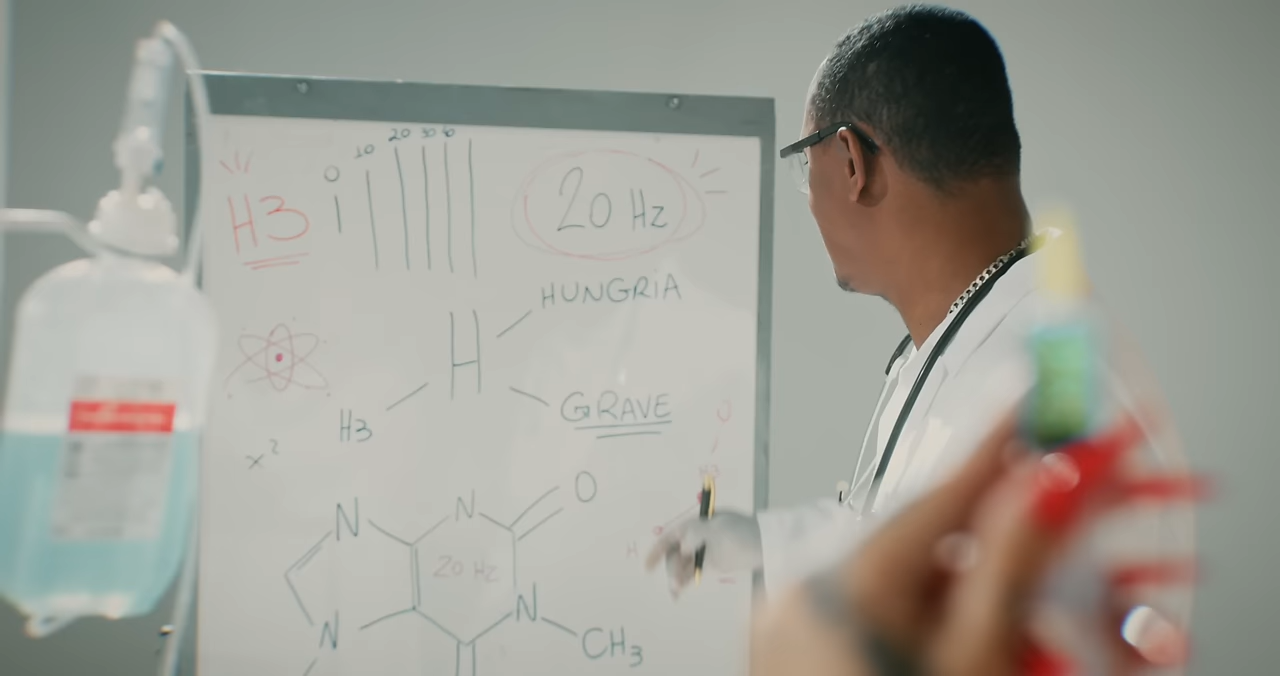 0 10 20 30 40
H3
20 Hz
HUNGRiA
H
GRAVE
H3
x²
O
N
N
20 Hz
N
N
CH₃